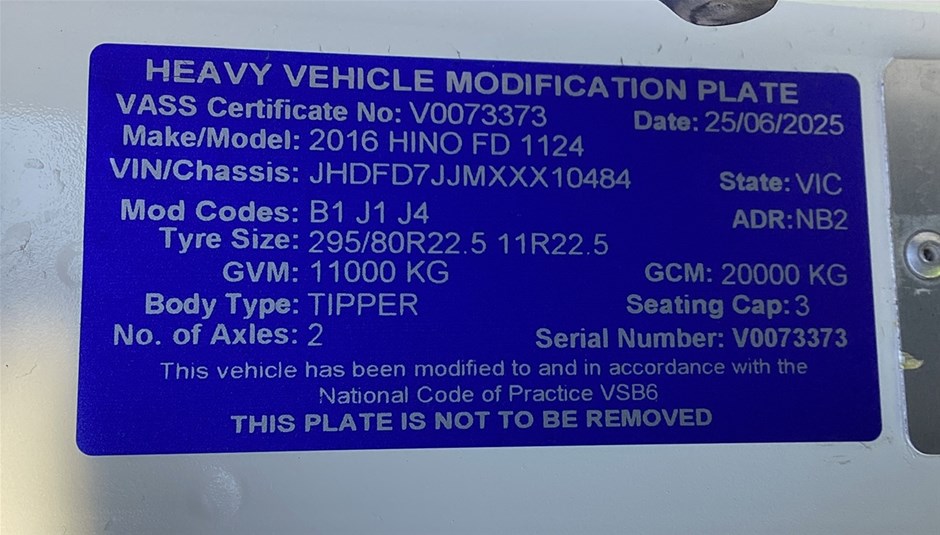 HEAVY VEHICLE MODIFICATION PLATE
VASS Certificate No: V0073373 Date: 25/06/2025
Make/Model: 2016 HINO FD 1124
VIN/Chassis: JHDFD7JJMXXX10484 State: VIC
Mod Codes: B1 J1 J4 ADR: NB2
Tyre Size: 295/80R22.5 11R22.5
GVM: 11000 KG GCM: 20000 KG
Body Type: TIPPER Seating Cap: 3
No. of Axles: 2 Serial Number: V0073373
This vehicle has been modified to and in accordance with the
National Code of Practice VSB6
THIS PLATE IS NOT TO BE REMOVED